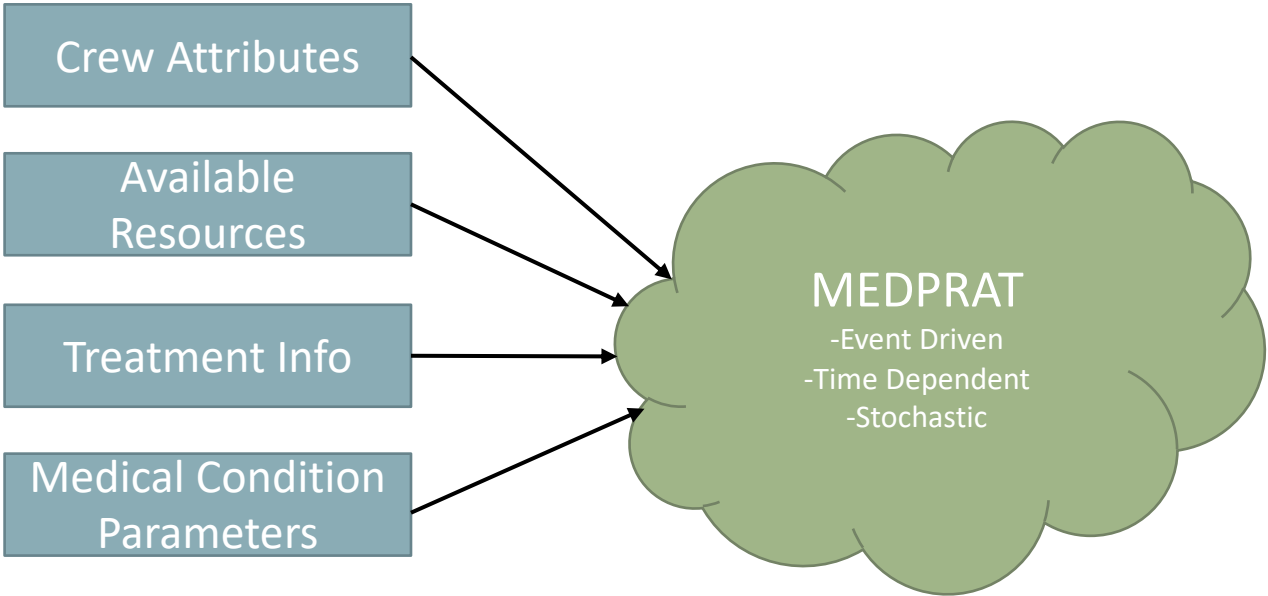 Crew Attributes
Available
Resources
Treatment Info
Medical Condition
Parameters
MEDPRAT
-Event Driven
-Time Dependent
-Stochastic